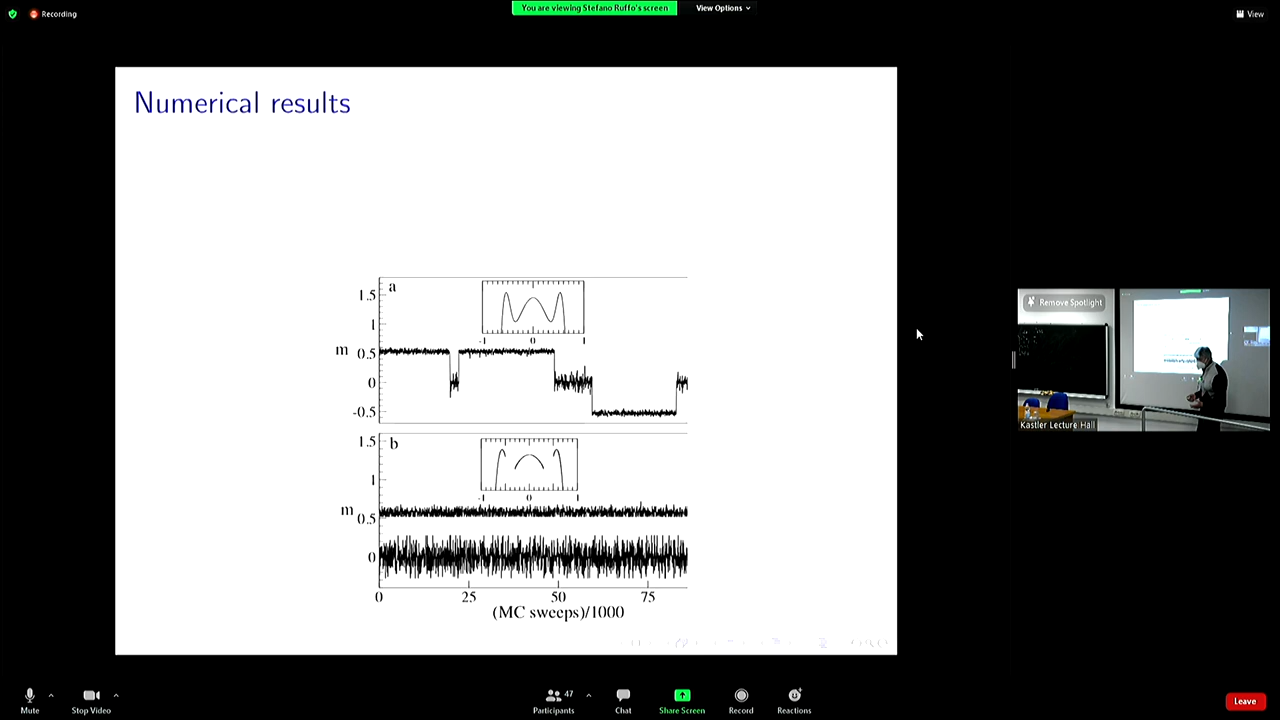 Recording
You are viewing Stefano Ruffo's screen
View Options
View
Numerical results
a
1.5
1
m
0.5
0
-0.5
-1
0
1
b
1.5
1
m
0.5
0
-1
0
1
0
25
50
75
(MC sweeps)/1000
Remove Spotlight
Kastler Lecture Hall
Mute
Stop Video
Participants
47
Chat
Share Screen
Record
Reactions
Leave